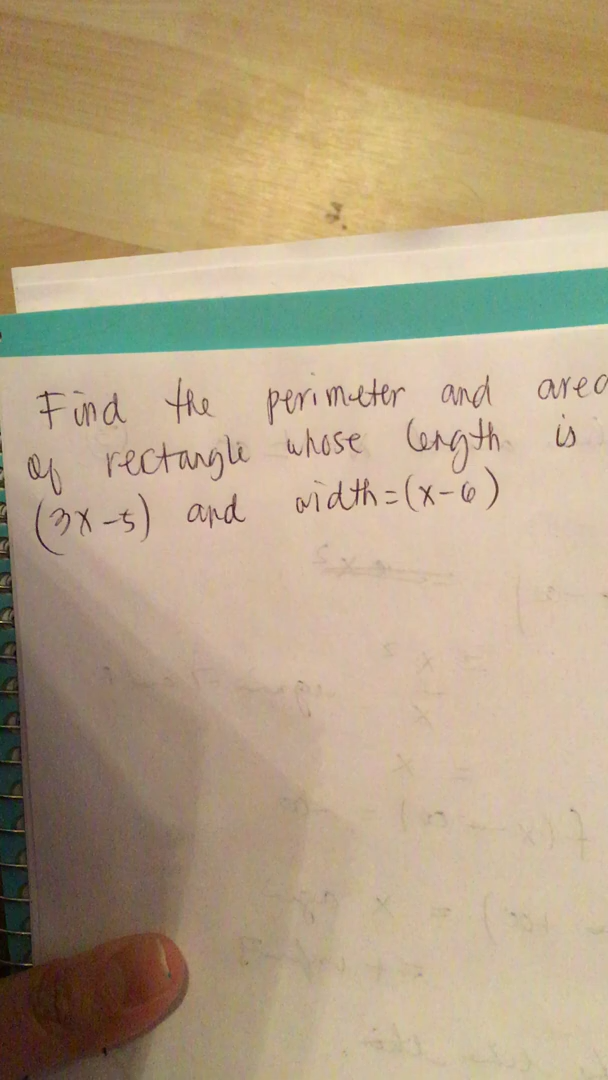 Find the perimeter and area
of rectangle whose length is
(3x-5) and width=(x-6)